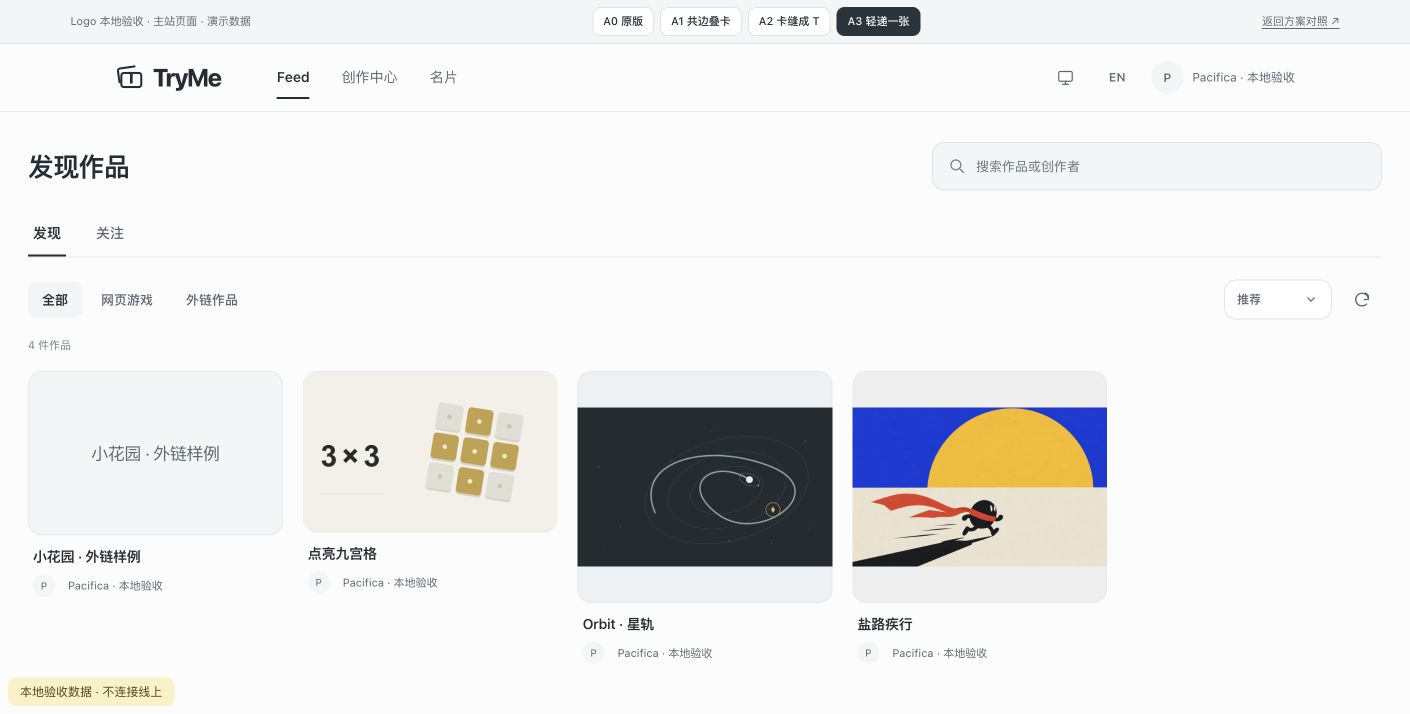 Logo 本地验收 · 主站页面 · 演示数据
A0 原版 A1 共边叠卡 A2 卡缝成 T A3 轻递一张
返回方案对照 ↗
TryMe Feed 创作中心 名片 EN P Pacifica · 本地验收
发现作品
搜索作品或创作者
发现 关注
全部 网页游戏 外链作品 推荐
4 件作品
小花园 · 外链样例
3 × 3
小花园 · 外链样例
P Pacifica · 本地验收
点亮九宫格
P Pacifica · 本地验收
Orbit · 星轨
P Pacifica · 本地验收
盐路疾行
P Pacifica · 本地验收
本地验收数据 · 不连接线上